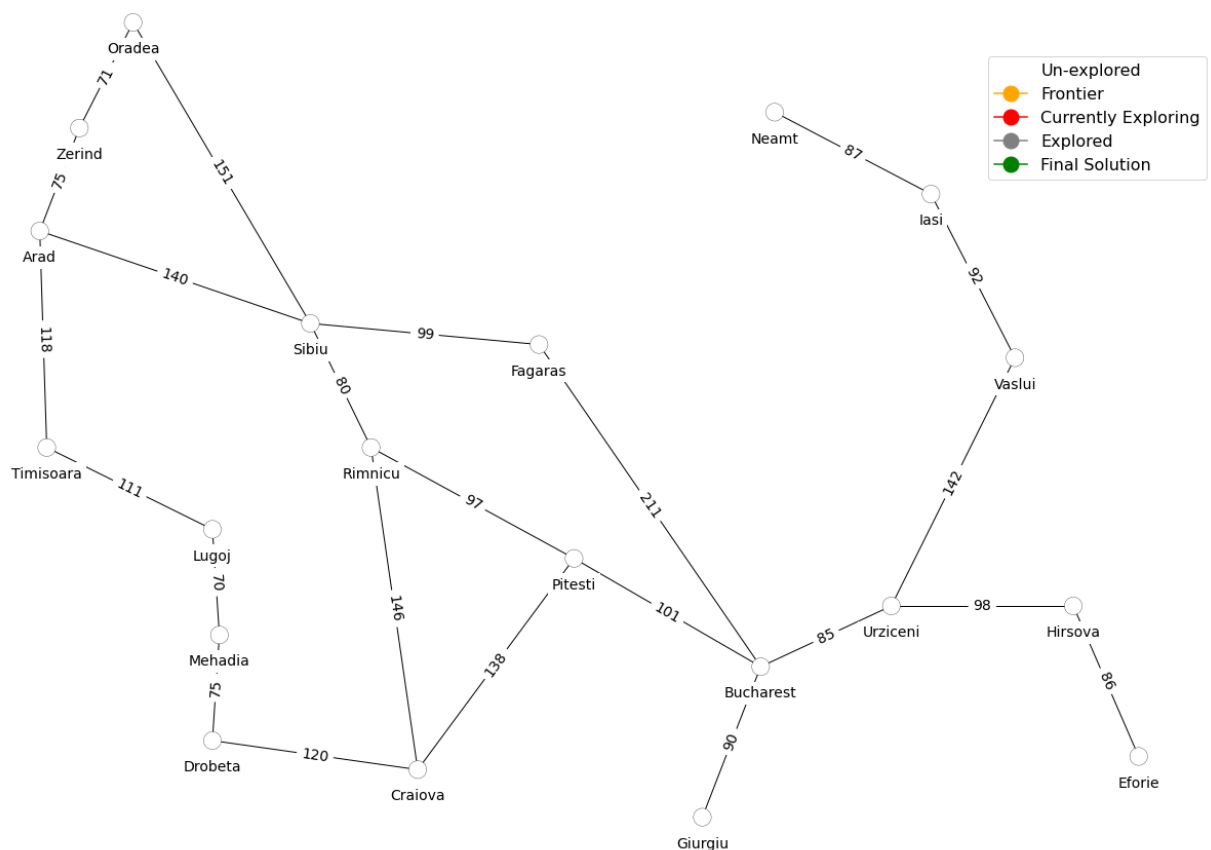 Oradea
71
Un-explored
Frontier
Currently Exploring
Explored
Final Solution
Neamt
87
Zerind
151
75
Iasi
Arad
140
92
118
99
Sibiu
Fagaras
80
Vaslui
Timisoara
Rimnicu
111
97
211
142
Lugoj
70
Pitesti
146
101
98
Urziceni
Hirsova
85
Mehadia
138
75
Bucharest
86
90
120
Drobeta
Eforie
Craiova
Giurgiu